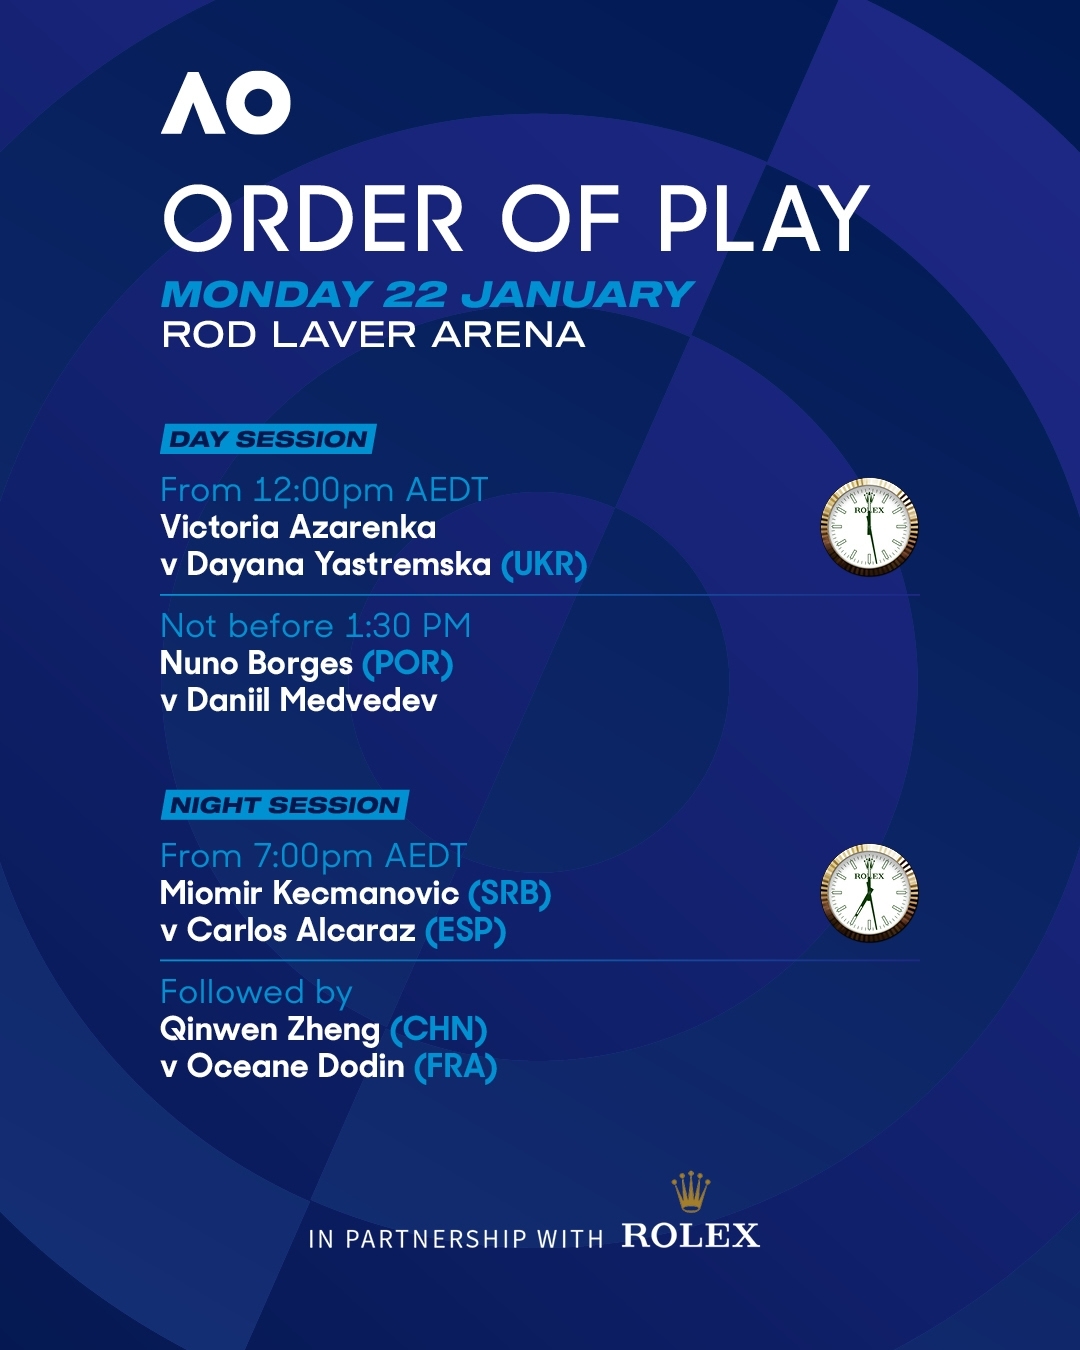 AO
ORDER OF PLAY
MONDAY 22 JANUARY
ROD LAVER ARENA
DAY SESSION
From 12:00pm AEDT
Victoria Azarenka
v Dayana Yastremska (UKR)
ROLEX
Not before 1:30 PM
Nuno Borges (POR)
v Daniil Medvedev
NIGHT SESSION
From 7:00pm AEDT
Miomir Kecmanovic (SRB)
v Carlos Alcaraz (ESP)
ROLEX
Followed by
Qinwen Zheng (CHN)
v Oceane Dodin (FRA)
IN PARTNERSHIP WITH ROLEX